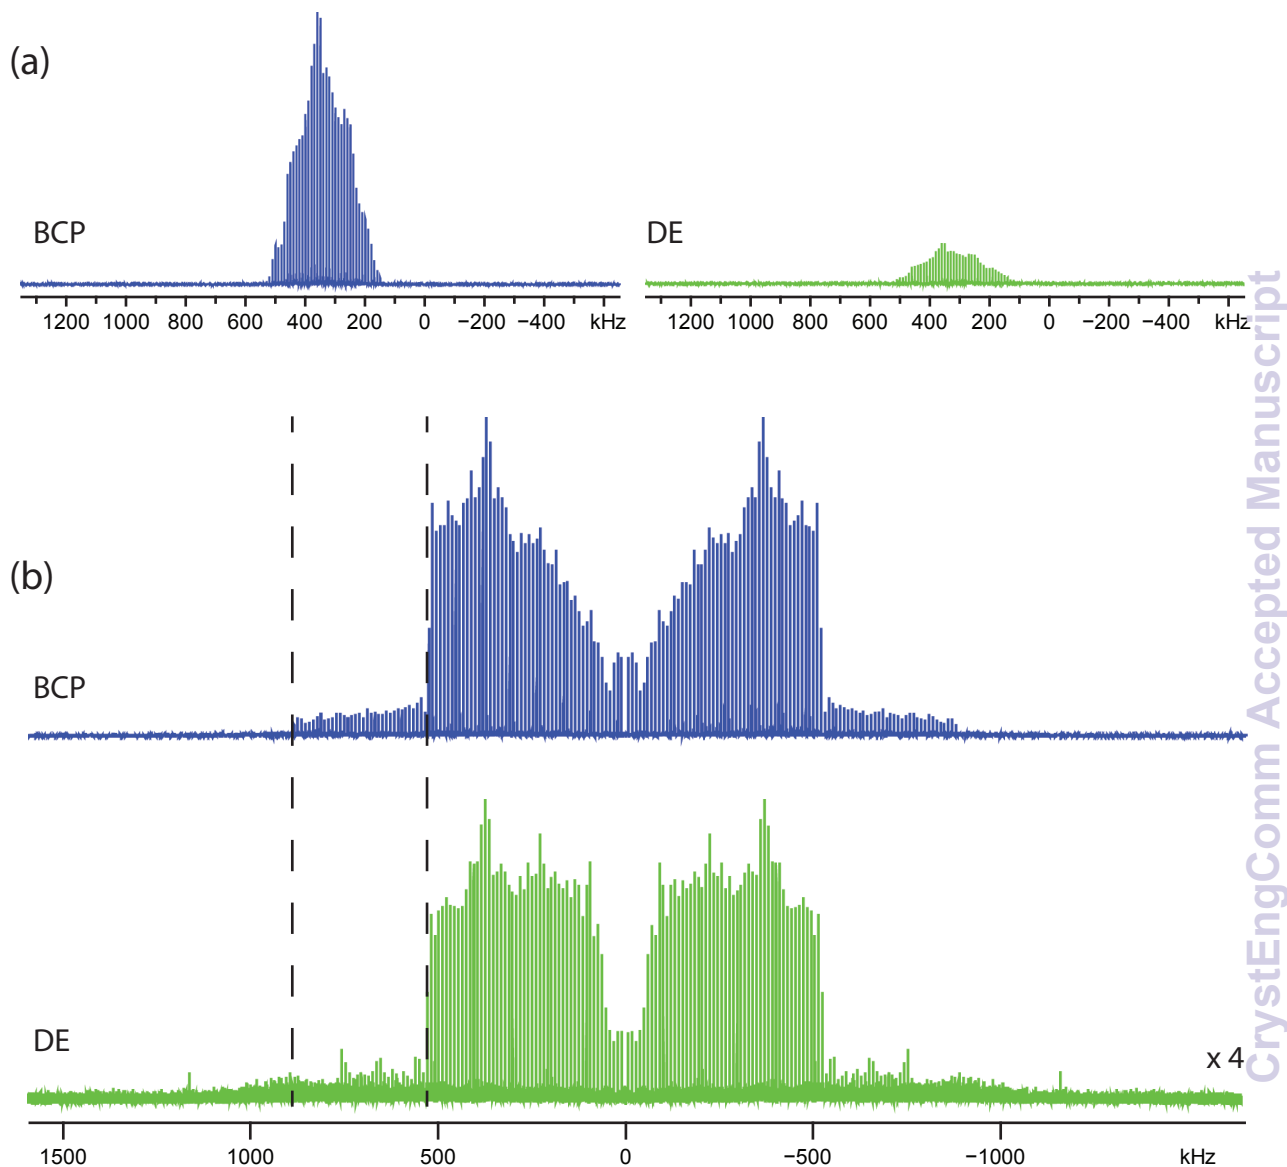 (a)
BCP
DE
1200 1000 800 600 400 200 0 −200 −400 kHz
1200 1000 800 600 400 200 0 −200 −400 kHz
(b)
BCP
DE
x 4
1500 1000 500 0 −500 −1000 kHz
CrystEngComm Accepted Manuscript